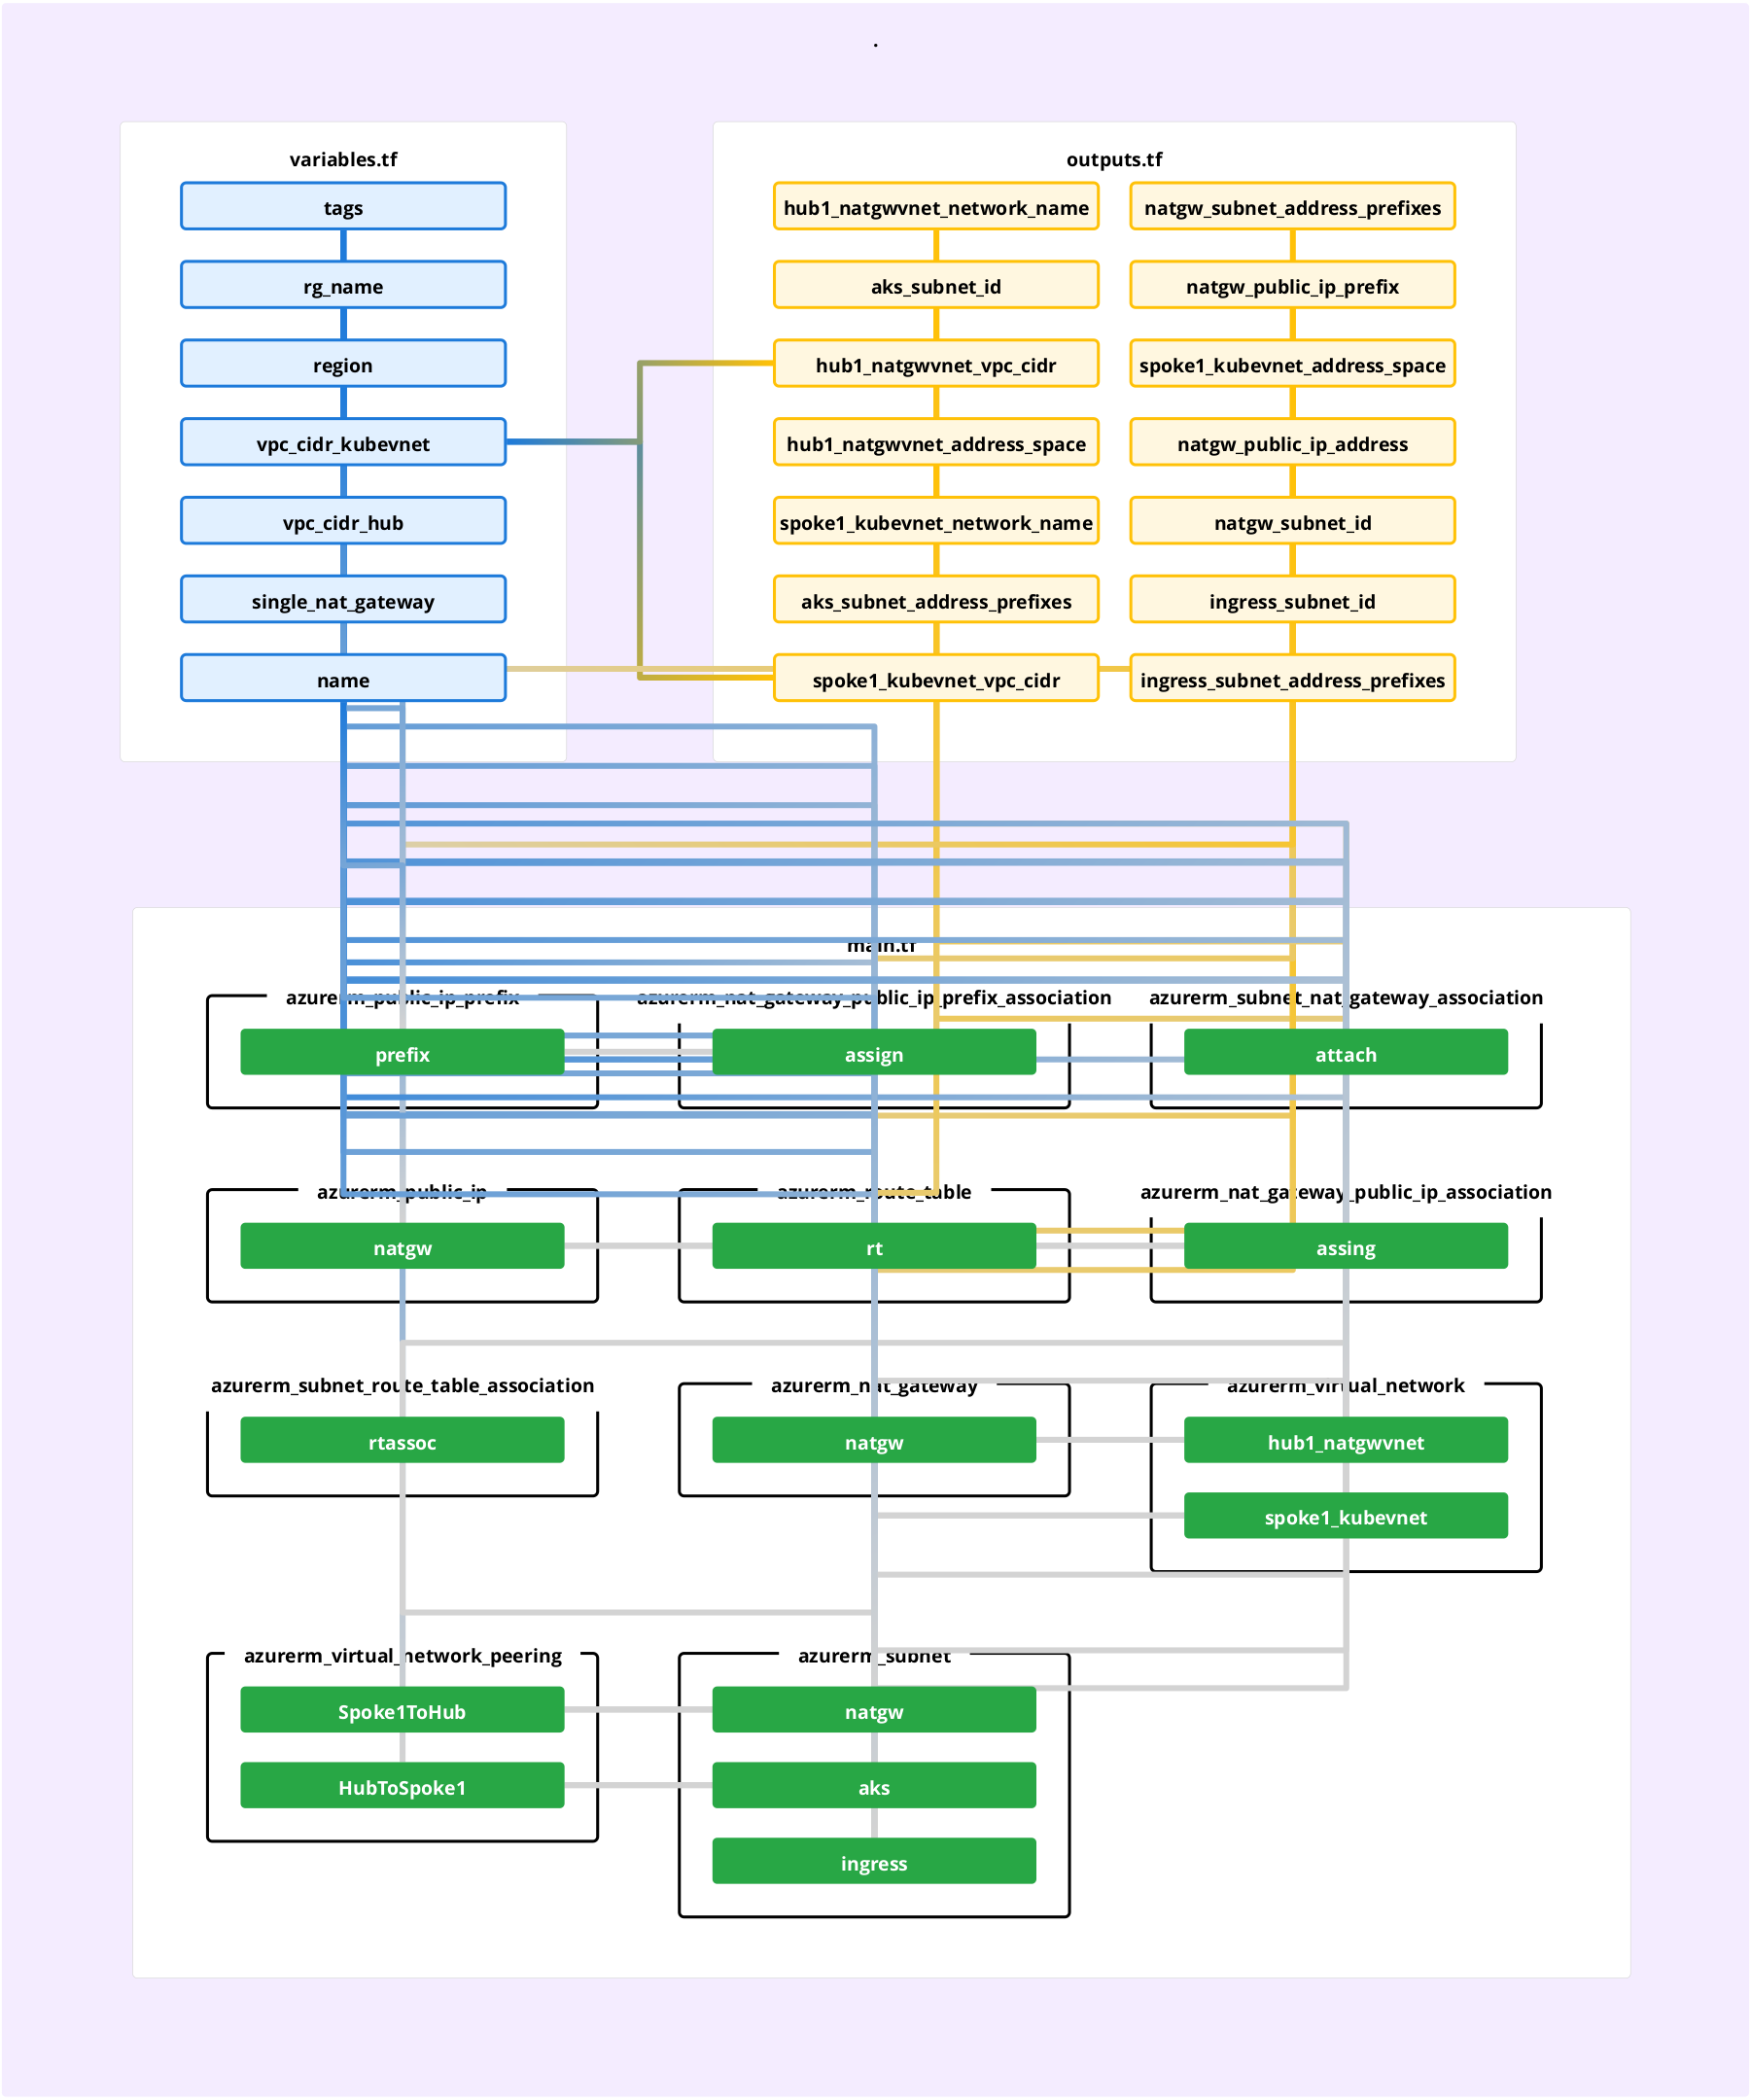 .
variables.tf
tags
rg_name
region
vpc_cidr_kubevnet
vpc_cidr_hub
single_nat_gateway
name
outputs.tf
hub1_natgwvnet_network_name
natgw_subnet_address_prefixes
aks_subnet_id
natgw_public_ip_prefix
hub1_natgwvnet_vpc_cidr
spoke1_kubevnet_address_space
hub1_natgwvnet_address_space
natgw_public_ip_address
spoke1_kubevnet_network_name
natgw_subnet_id
aks_subnet_address_prefixes
ingress_subnet_id
spoke1_kubevnet_vpc_cidr
ingress_subnet_address_prefixes
main.tf
azurerm_public_ip_prefix
prefix
azurerm_nat_gateway_public_ip_prefix_association
assign
azurerm_subnet_nat_gateway_association
attach
azurerm_public_ip
natgw
azurerm_route_table
rt
azurerm_nat_gateway_public_ip_association
assing
azurerm_subnet_route_table_association
rtassoc
azurerm_nat_gateway
natgw
azurerm_virtual_network
hub1_natgwvnet
spoke1_kubevnet
azurerm_virtual_network_peering
Spoke1ToHub
HubToSpoke1
azurerm_subnet
natgw
aks
ingress